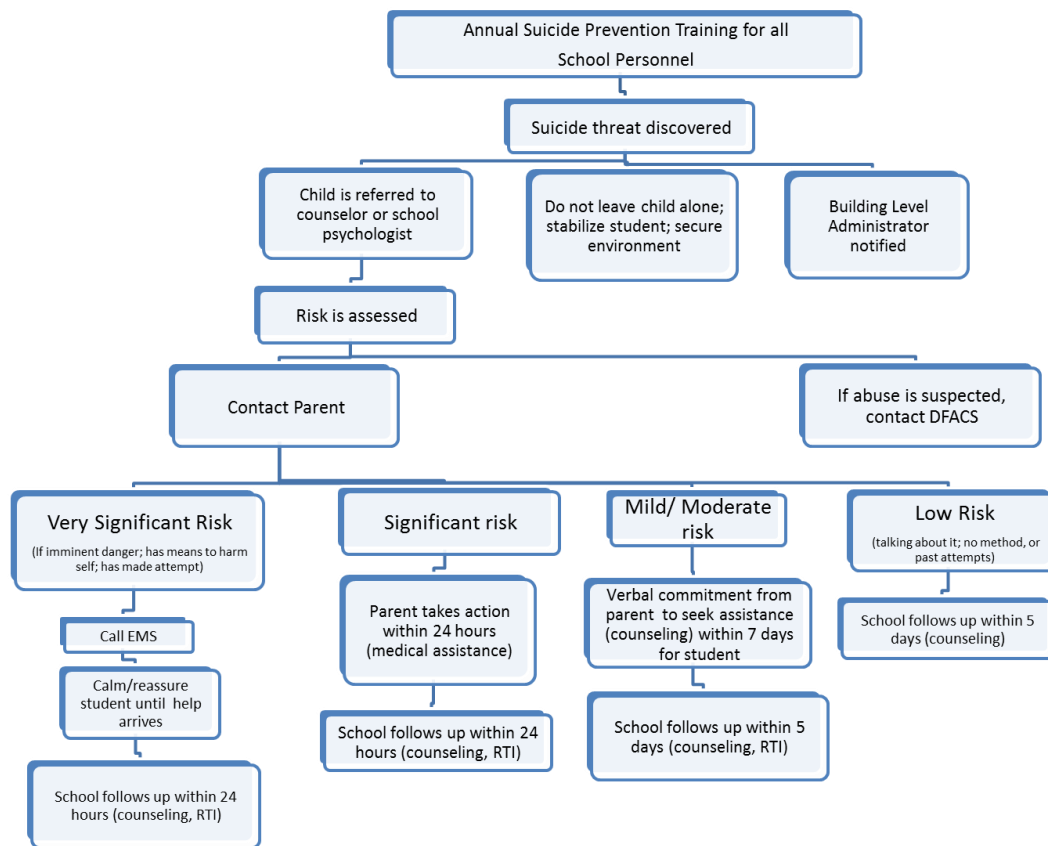 Annual Suicide Prevention Training for all
School Personnel
Suicide threat discovered
Child is referred to
counselor or school
psychologist
Do not leave child alone;
stabilize student; secure
environment
Building Level
Administrator
notified
Risk is assessed
Contact Parent
If abuse is suspected,
contact DFACS
Very Significant Risk
(If imminent danger; has means to harm
self; has made attempt)
Call EMS
Calm/reassure
student until help
arrives
School follows up within 24
hours (counseling, RTI)
Significant risk
Parent takes action
within 24 hours
(medical assistance)
School follows up within 24
hours (counseling, RTI)
Mild/ Moderate
risk
Verbal commitment from
parent to seek assistance
(counseling) within 7 days
for student
School follows up within 5
days (counseling, RTI)
Low Risk
(talking about it; no method, or
past attempts)
School follows up within 5
days (counseling)